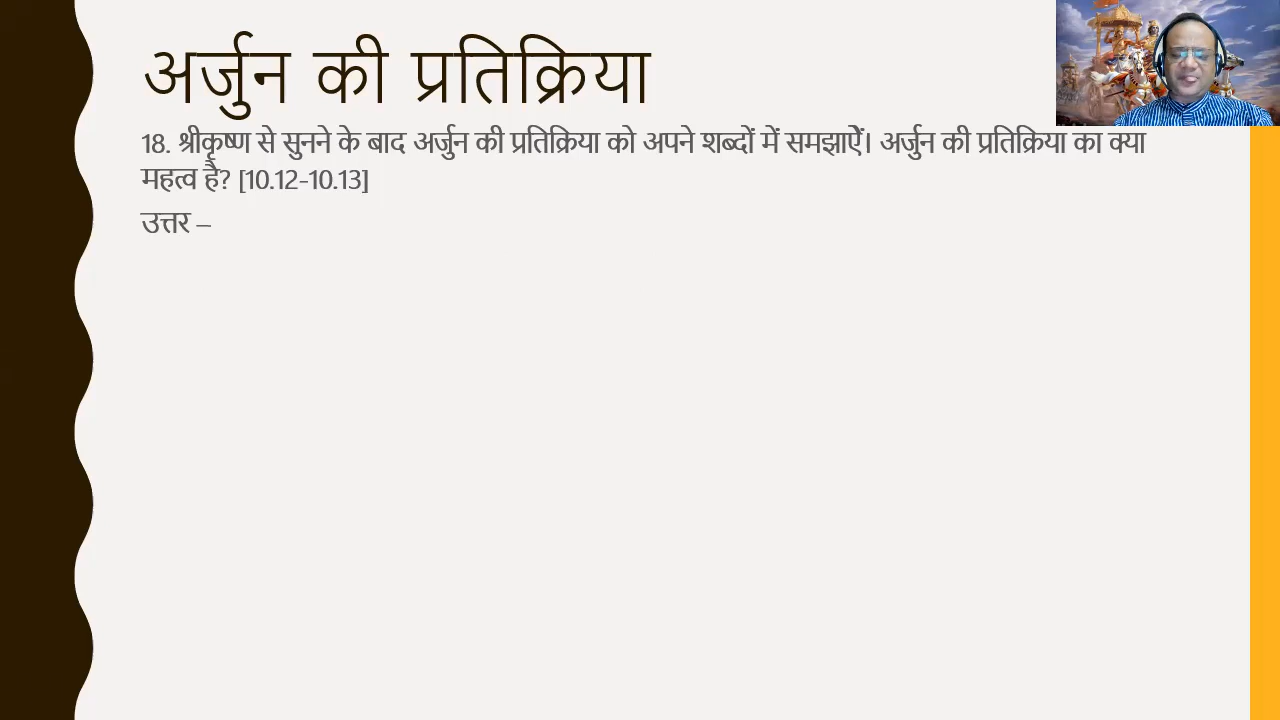 अर्जुन की प्रतिक्रिया
18. श्रीकृष्ण से सुनने के बाद अर्जुन की प्रतिक्रिया को अपने शब्दों में समझाऐं। अर्जुन की प्रतिक्रिया का क्या
महत्व है? [10.12-10.13]
उत्तर –